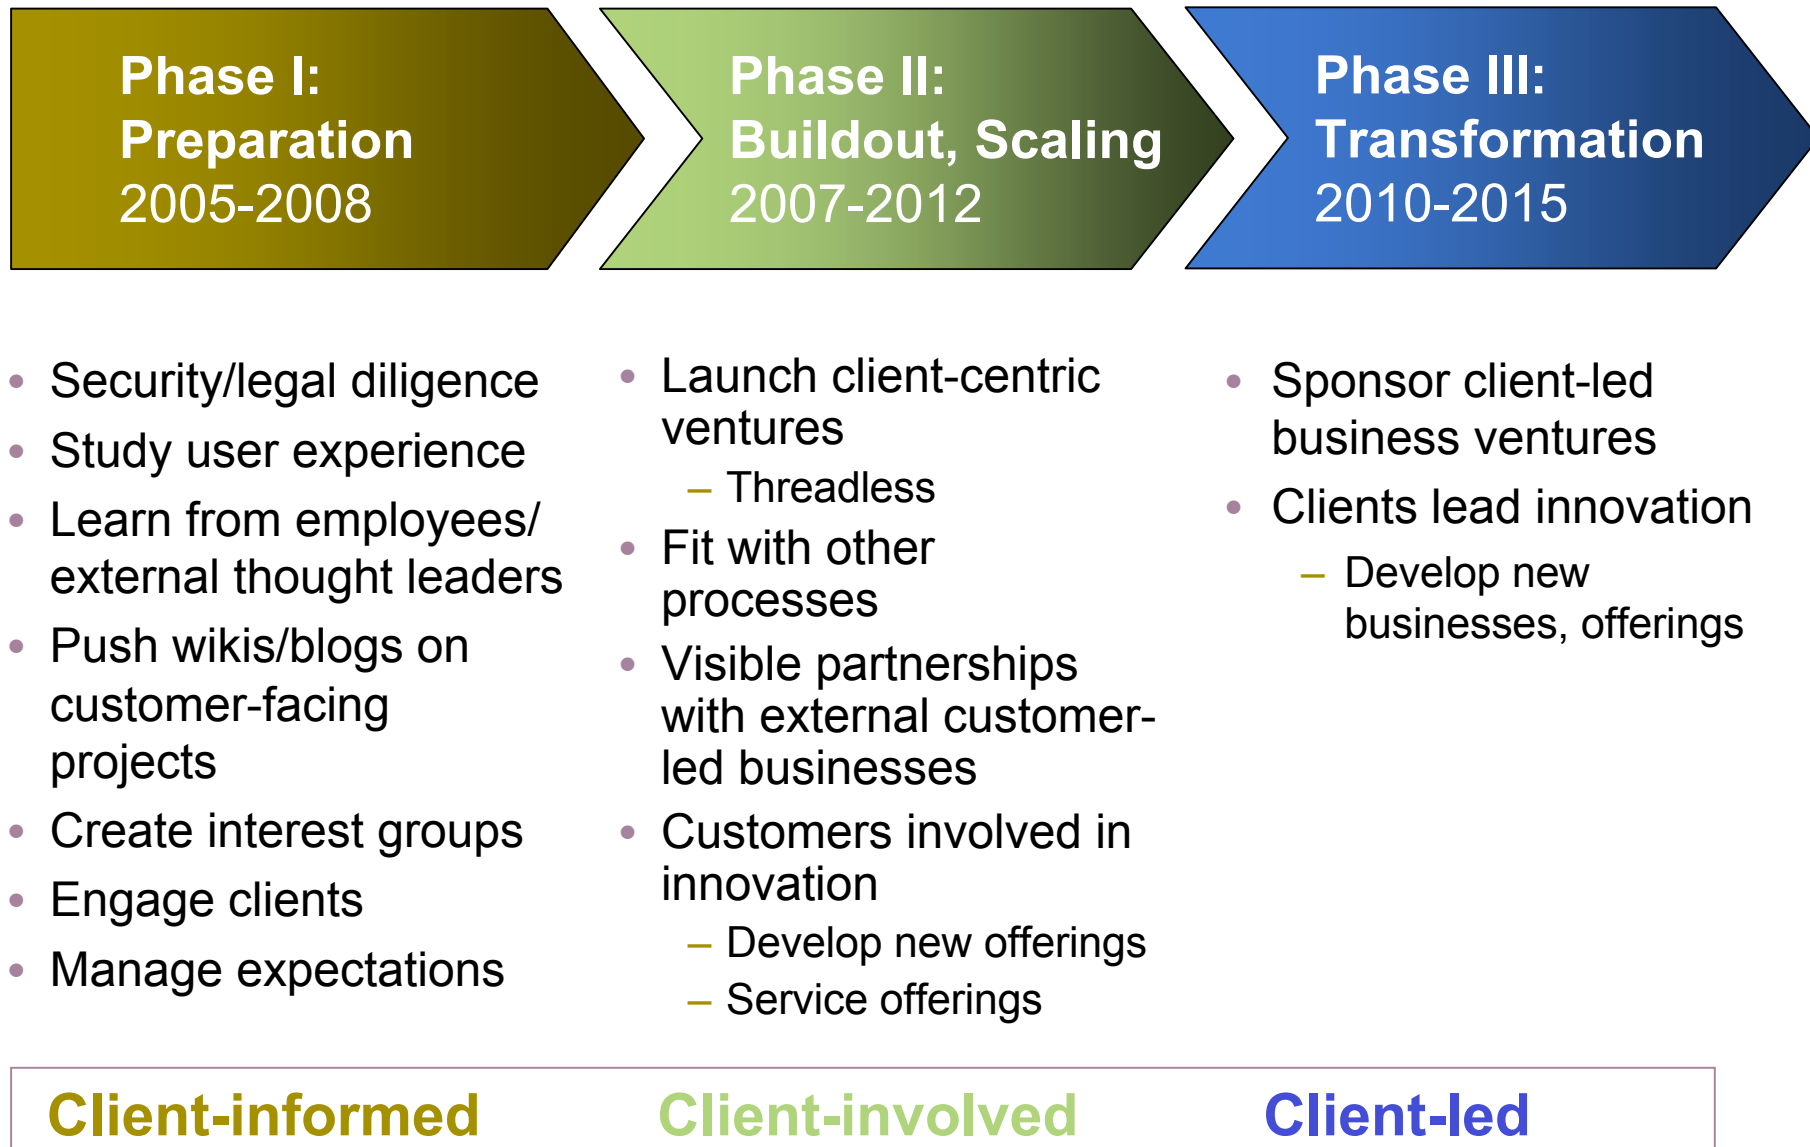 Phase I:
Preparation
2005-2008
Phase II:
Buildout, Scaling
2007-2012
Phase III:
Transformation
2010-2015
• Security/legal diligence
• Study user experience
• Learn from employees/
external thought leaders
• Push wikis/blogs on
customer-facing
projects
• Create interest groups
• Engage clients
• Manage expectations
• Launch client-centric
ventures
– Threadless
• Fit with other
processes
• Visible partnerships
with external customer-
led businesses
• Customers involved in
innovation
– Develop new offerings
– Service offerings
• Sponsor client-led
business ventures
• Clients lead innovation
– Develop new
businesses, offerings
Client-informed
Client-involved
Client-led